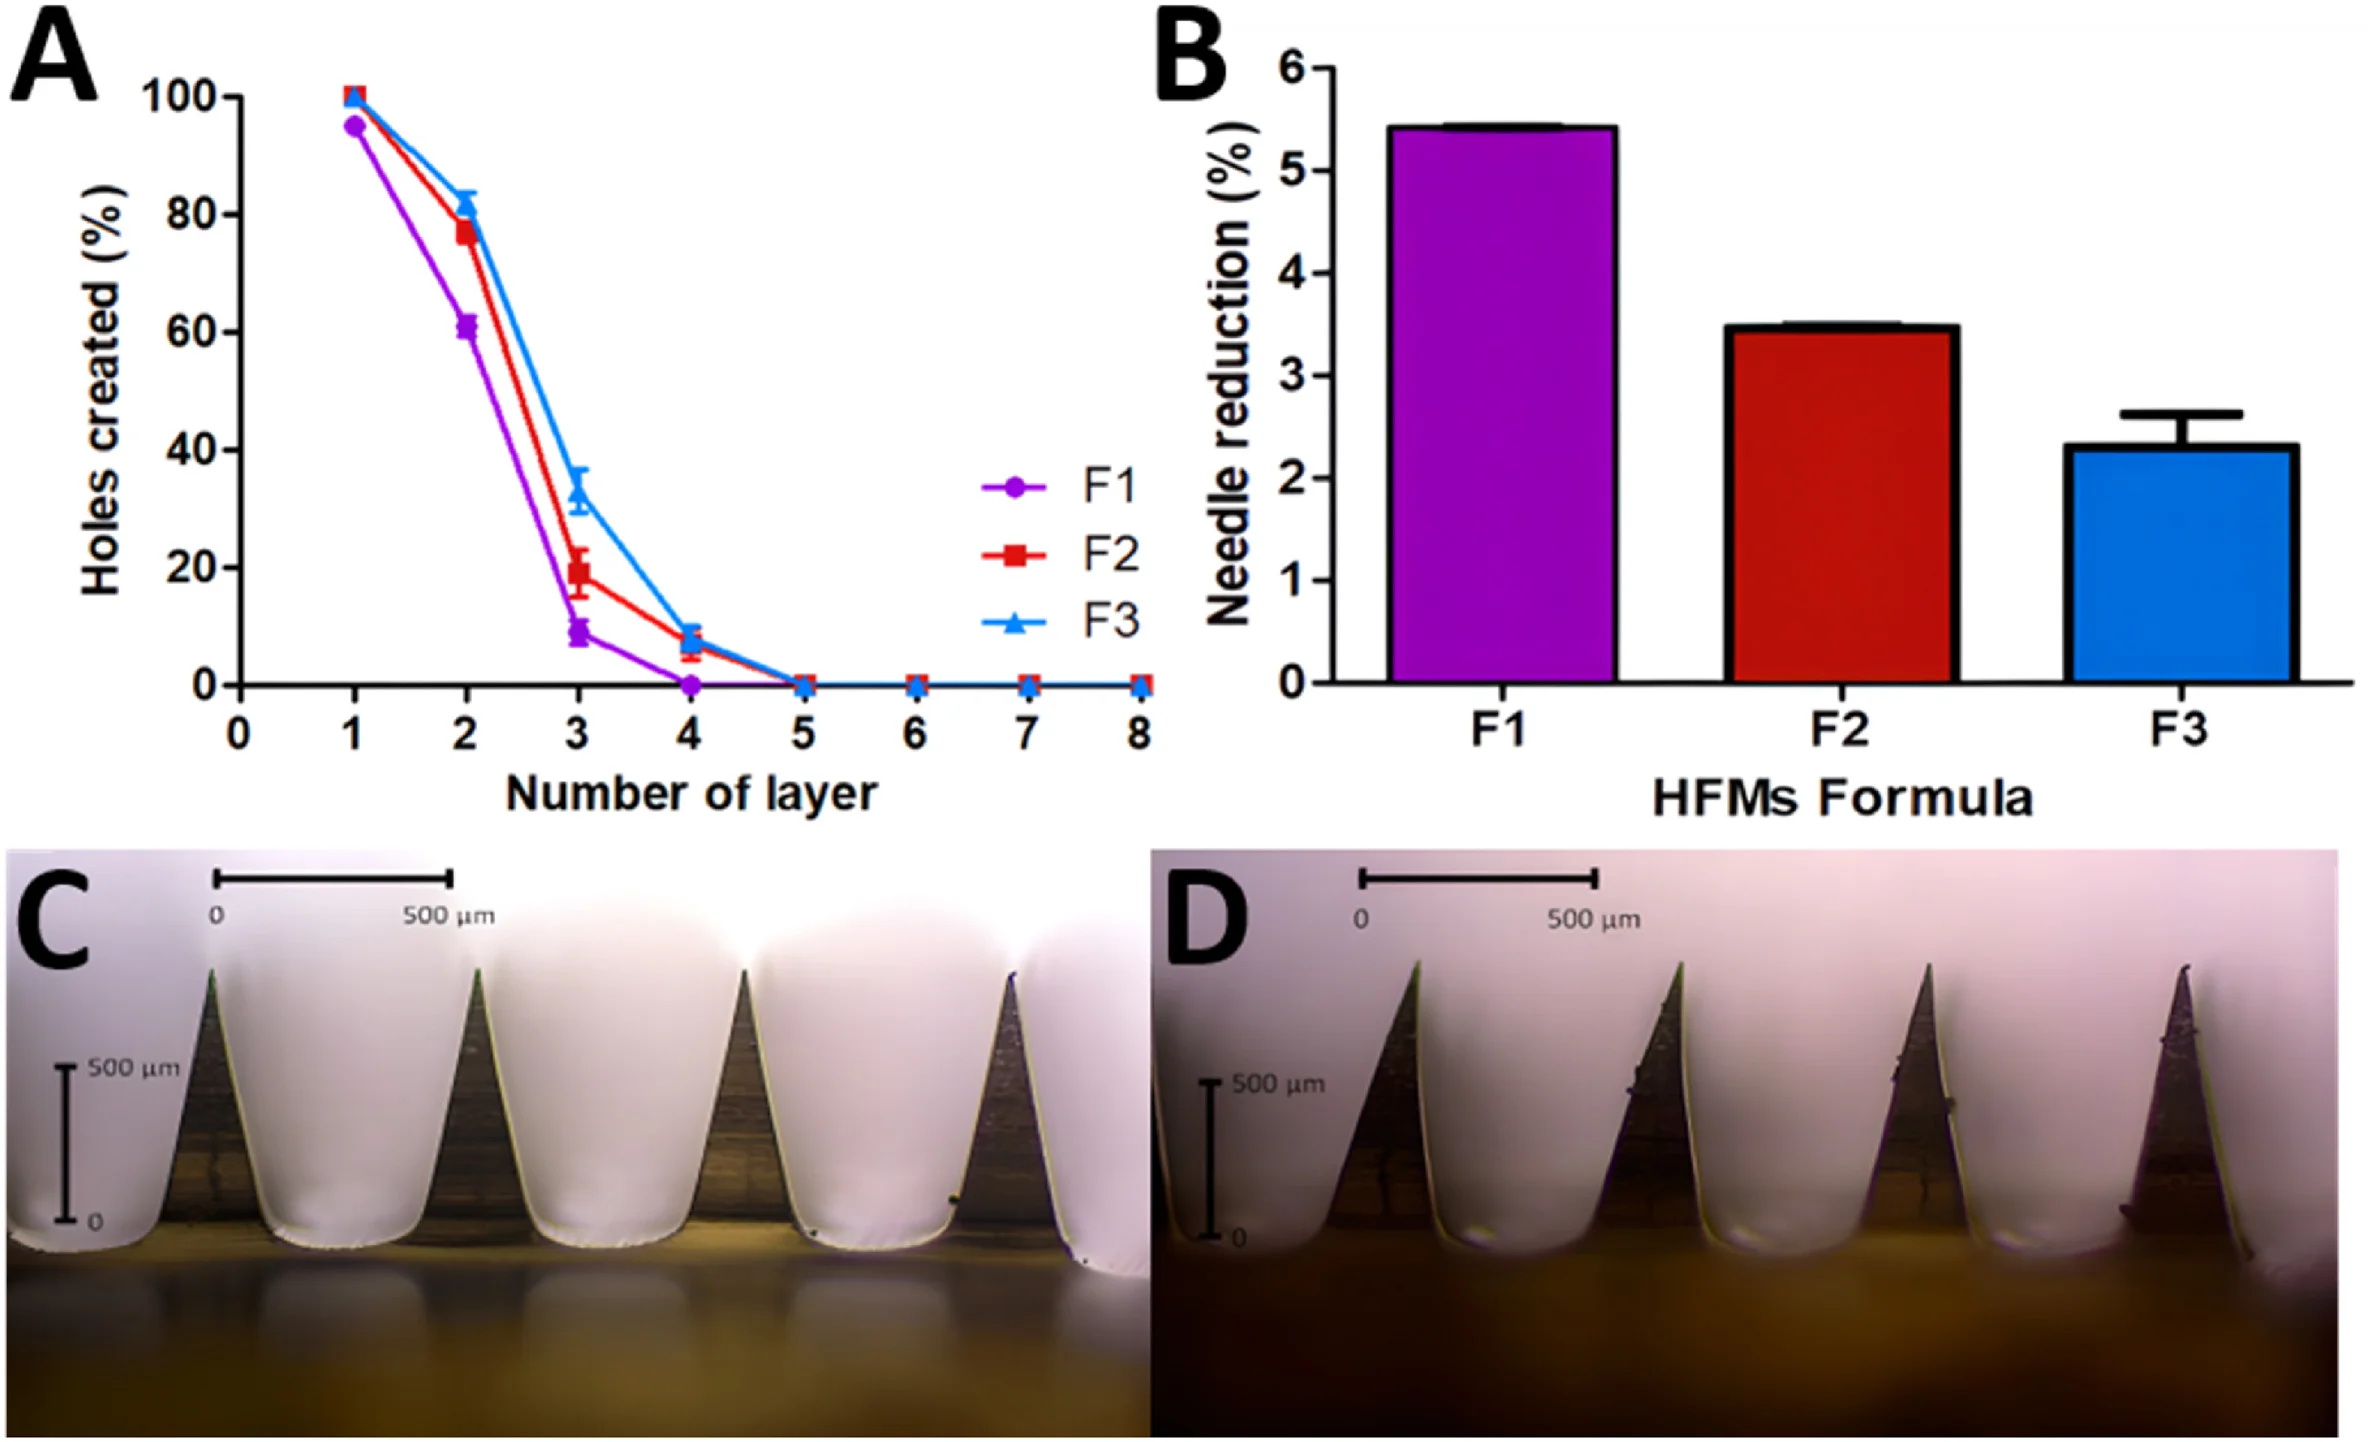 A
Holes created (%)
100
80
60
40
20
0
0 1 2 3 4 5 6 7 8
Number of layer
F1
F2
F3
B
Needle reduction (%)
6
5
4
3
2
1
0
F1 F2 F3
HFMs Formula
C
0 500 µm
500 µm
0
D
0 500 µm
500 µm
0